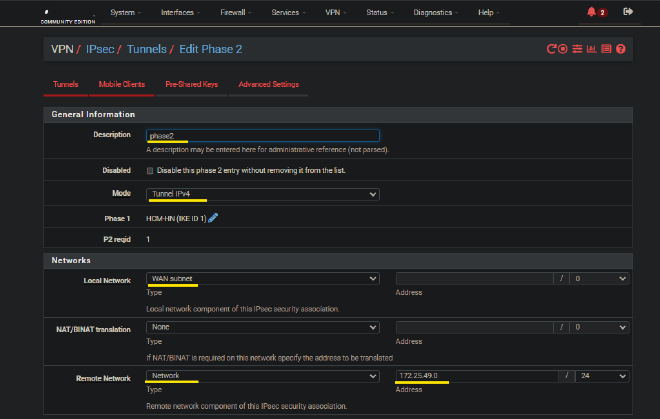 System Interfaces Firewall Services VPN Status Diagnostics Help 2
COMMUNITY EDITION
VPN / IPsec / Tunnels / Edit Phase 2
Tunnels Mobile Clients Pre-Shared Keys Advanced Settings
General Information
Description phase2
A description may be entered here for administrative reference (not parsed).
Disabled Disable this phase 2 entry without removing it from the list.
Mode Tunnel IPv4
Phase 1 HCM-HN (IKE ID 1)
P2 reqid 1
Networks
Local Network WAN subnet / 0
Type Address
Local network component of this IPsec security association.
NAT/BINAT translation None / 0
Type Address
If NAT/BINAT is required on this network specify the address to be translated
Remote Network Network 172.25.49.0 / 24
Type Address
Remote network component of this IPsec security association.